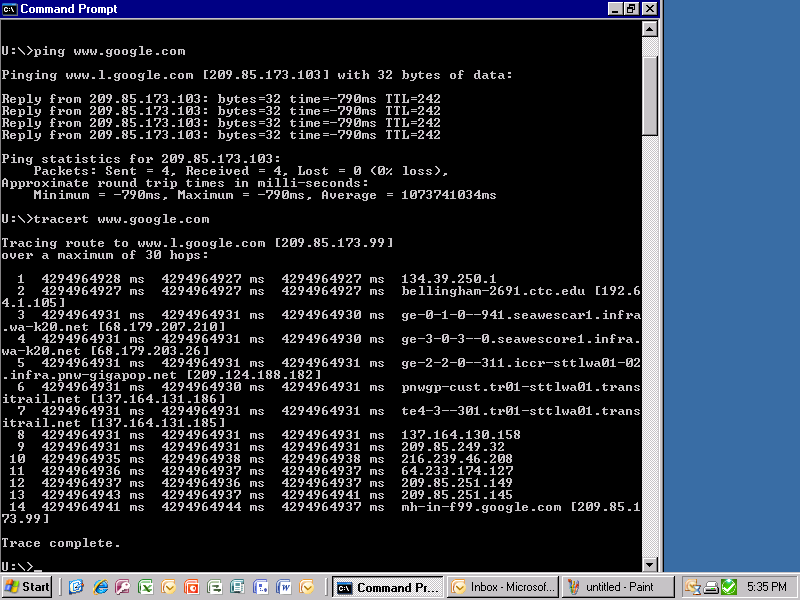 Command Prompt
U:\>ping www.google.com
Pinging www.l.google.com [209.85.173.103] with 32 bytes of data:
Reply from 209.85.173.103: bytes=32 time=-790ms TTL=242
Reply from 209.85.173.103: bytes=32 time=-790ms TTL=242
Reply from 209.85.173.103: bytes=32 time=-790ms TTL=242
Reply from 209.85.173.103: bytes=32 time=-790ms TTL=242
Ping statistics for 209.85.173.103:
Packets: Sent = 4, Received = 4, Lost = 0 (0% loss),
Approximate round trip times in milli-seconds:
Minimum = -790ms, Maximum = -790ms, Average = 1073741034ms
U:\>tracert www.google.com
Tracing route to www.l.google.com [209.85.173.99]
over a maximum of 30 hops:
1 4294964928 ms 4294964927 ms 4294964927 ms 134.39.250.1
2 4294964927 ms 4294964931 ms 4294964927 ms bellingham-2691.ctc.edu [192.6
4.1.105]
3 4294964931 ms 4294964931 ms 4294964930 ms ge-0-1-0--941.seawescar1.infra
.wa-k20.net [68.179.207.210]
4 4294964931 ms 4294964931 ms 4294964930 ms ge-3-0-3--0.seawescore1.infra.
wa-k20.net [68.179.203.26]
5 4294964931 ms 4294964931 ms 4294964931 ms ge-2-2-0--311.iccr-sttlwa01-02
.infra.pnw-gigapop.net [209.124.188.182]
6 4294964931 ms 4294964930 ms 4294964931 ms pnwgp-cust.tr01-sttlwa01.trans
itrail.net [137.164.131.186]
7 4294964931 ms 4294964931 ms 4294964931 ms te4-3--301.tr01-sttlwa01.trans
itrail.net [137.164.131.185]
8 4294964931 ms 4294964931 ms 4294964931 ms 137.164.130.158
9 4294964931 ms 4294964931 ms 4294964931 ms 209.85.249.32
10 4294964935 ms 4294964938 ms 4294964938 ms 216.239.46.208
11 4294964936 ms 4294964937 ms 4294964937 ms 64.233.174.127
12 4294964937 ms 4294964936 ms 4294964937 ms 209.85.251.149
13 4294964943 ms 4294964937 ms 4294964941 ms 209.85.251.145
14 4294964941 ms 4294964944 ms 4294964937 ms mh-in-f99.google.com [209.85.1
73.99]
Trace complete.
U:\>_
Start
Command Pr...
Inbox - Microsof...
untitled - Paint
5:35 PM